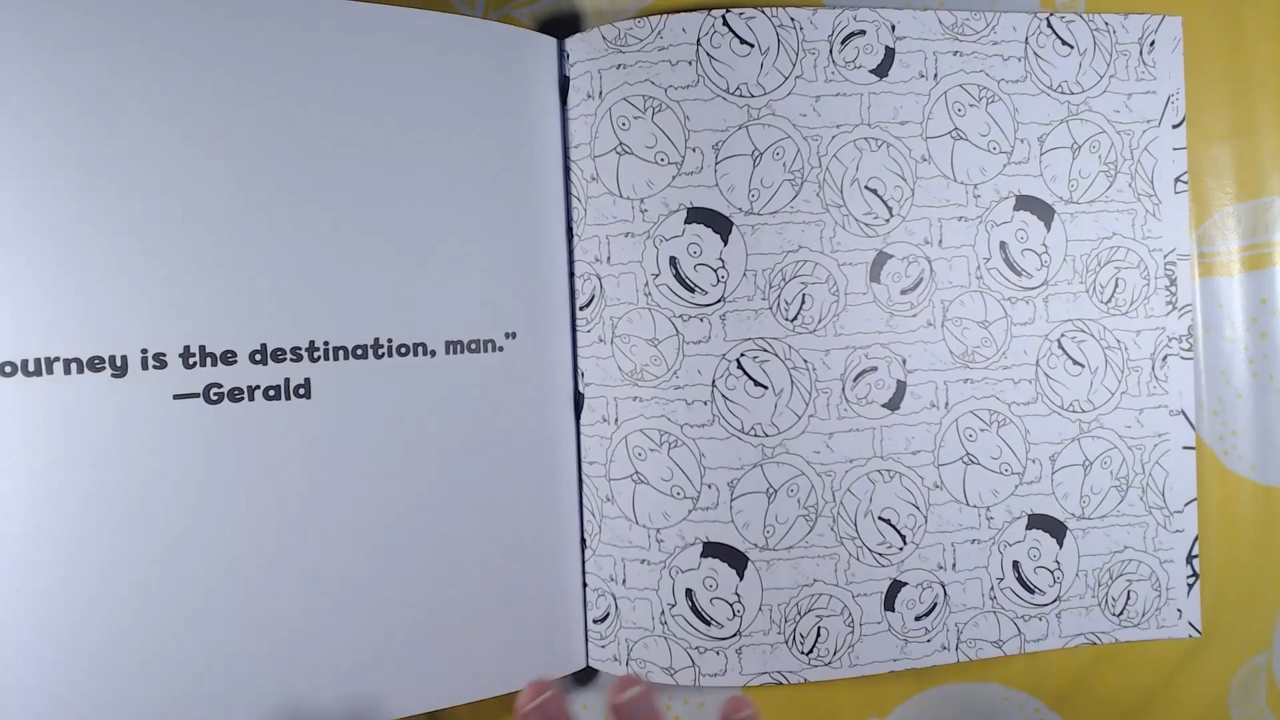 ourney is the destination, man.”
—Gerald